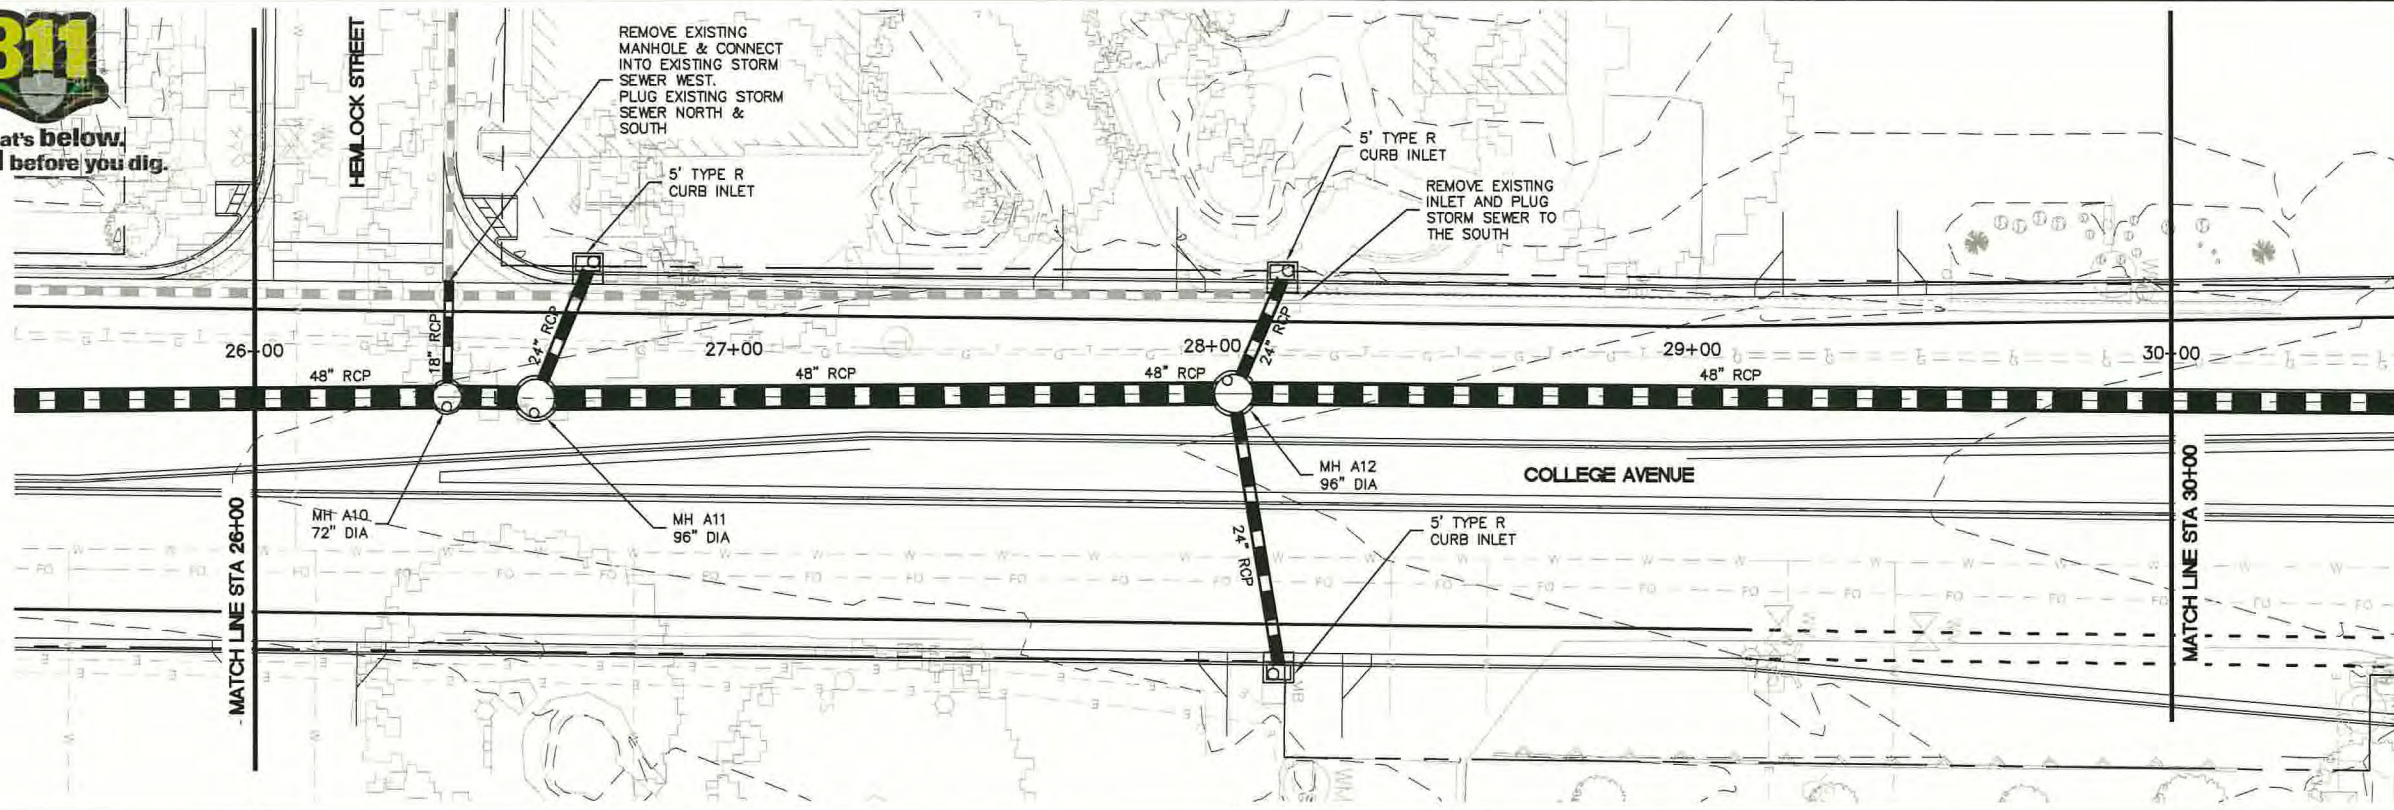 811
at's below.
before you dig.
HEMLOCK STREET
REMOVE EXISTING
MANHOLE & CONNECT
INTO EXISTING STORM
SEWER WEST.
PLUG EXISTING STORM
SEWER NORTH &
SOUTH
5' TYPE R
CURB INLET
5' TYPE R
CURB INLET
REMOVE EXISTING
INLET AND PLUG
STORM SEWER TO
THE SOUTH
18" RCP
24" RCP
24" RCP
26+00
27+00
28+00
29+00
30+00
48" RCP
48" RCP
48" RCP
48" RCP
MH A10
72" DIA
MH A11
96" DIA
MH A12
96" DIA
COLLEGE AVENUE
24" RCP
5' TYPE R
CURB INLET
MATCH LINE STA 26+00
MATCH LINE STA 30+00